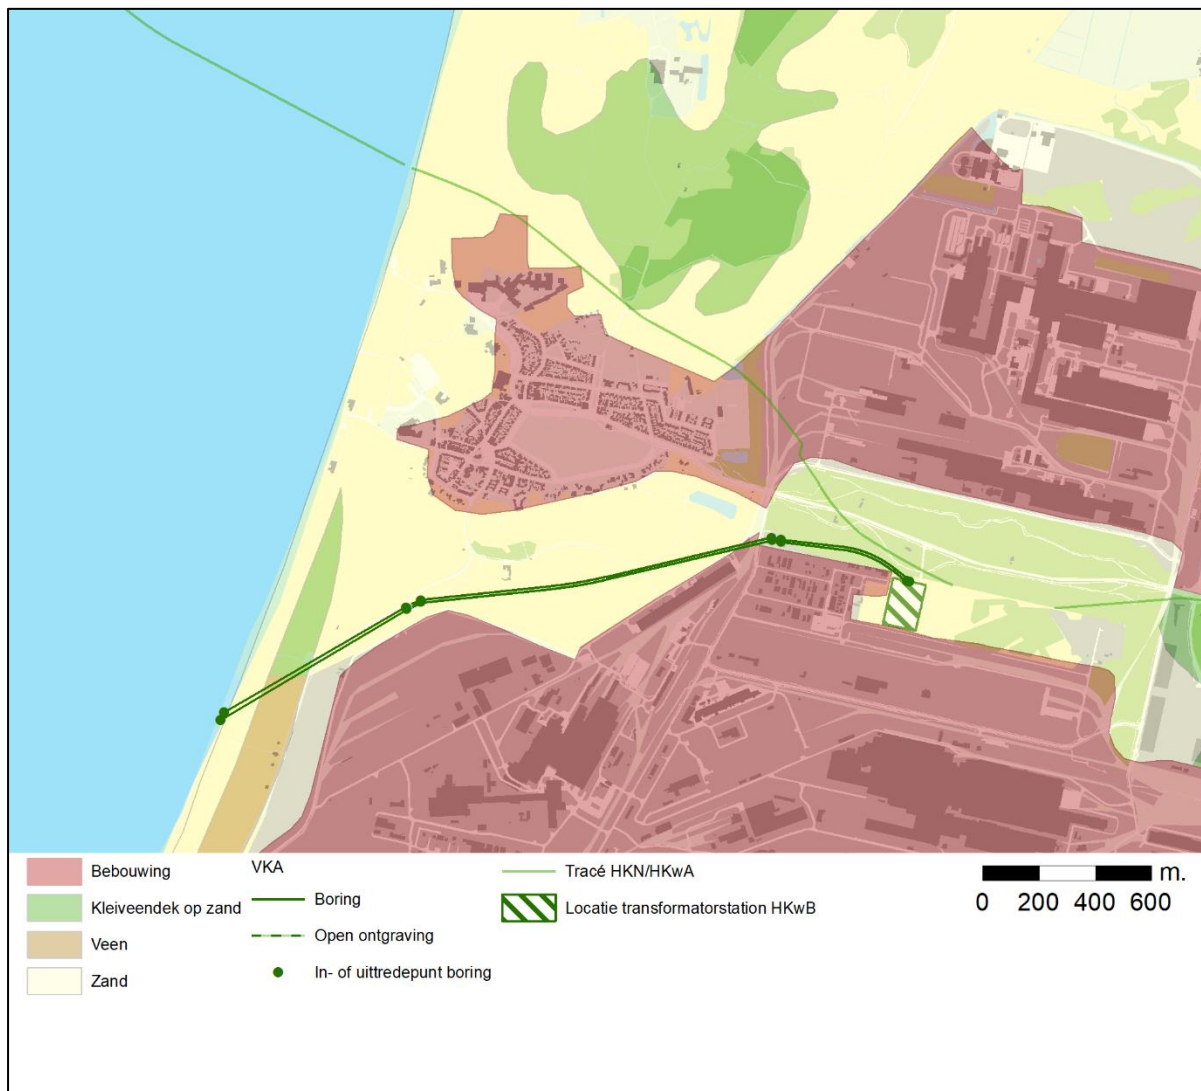 Bebouwing
Kleiveendek op zand
Veen
Zand
VKA
Boring
Open ontgraving
In- of uittredepunt boring
Tracé HKN/HKwA
Locatie transformatorstation HKwB
m.
0 200 400 600